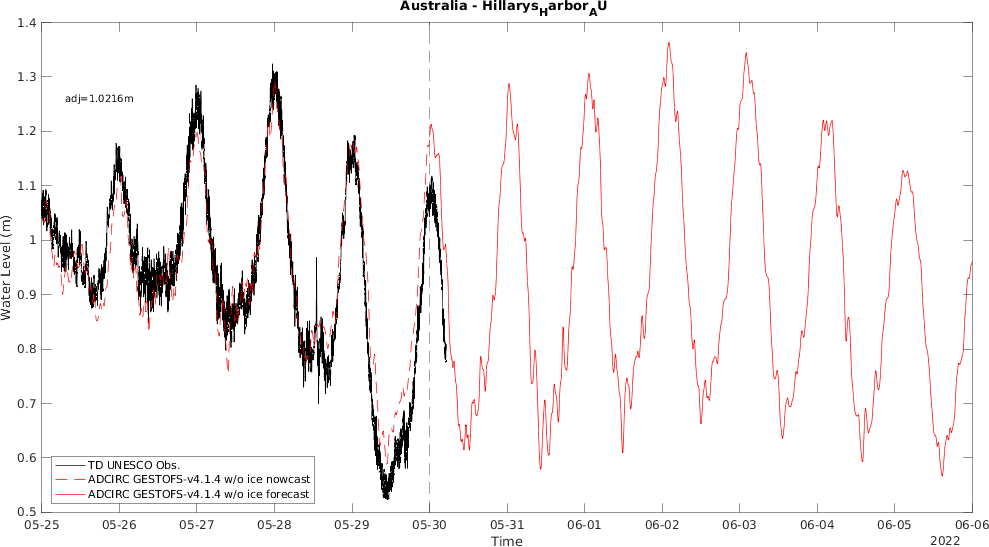 Australia - HillarysHarborAU
1.4
1.3
adj=1.0216m
1.2
1.1
1
0.9
0.8
0.7
0.6
0.5
Water Level (m)
TD UNESCO Obs.
ADCIRC GESTOFS-v4.1.4 w/o ice nowcast
ADCIRC GESTOFS-v4.1.4 w/o ice forecast
05-25 05-26 05-27 05-28 05-29 05-30 05-31 06-01 06-02 06-03 06-04 06-05 06-06
Time
2022